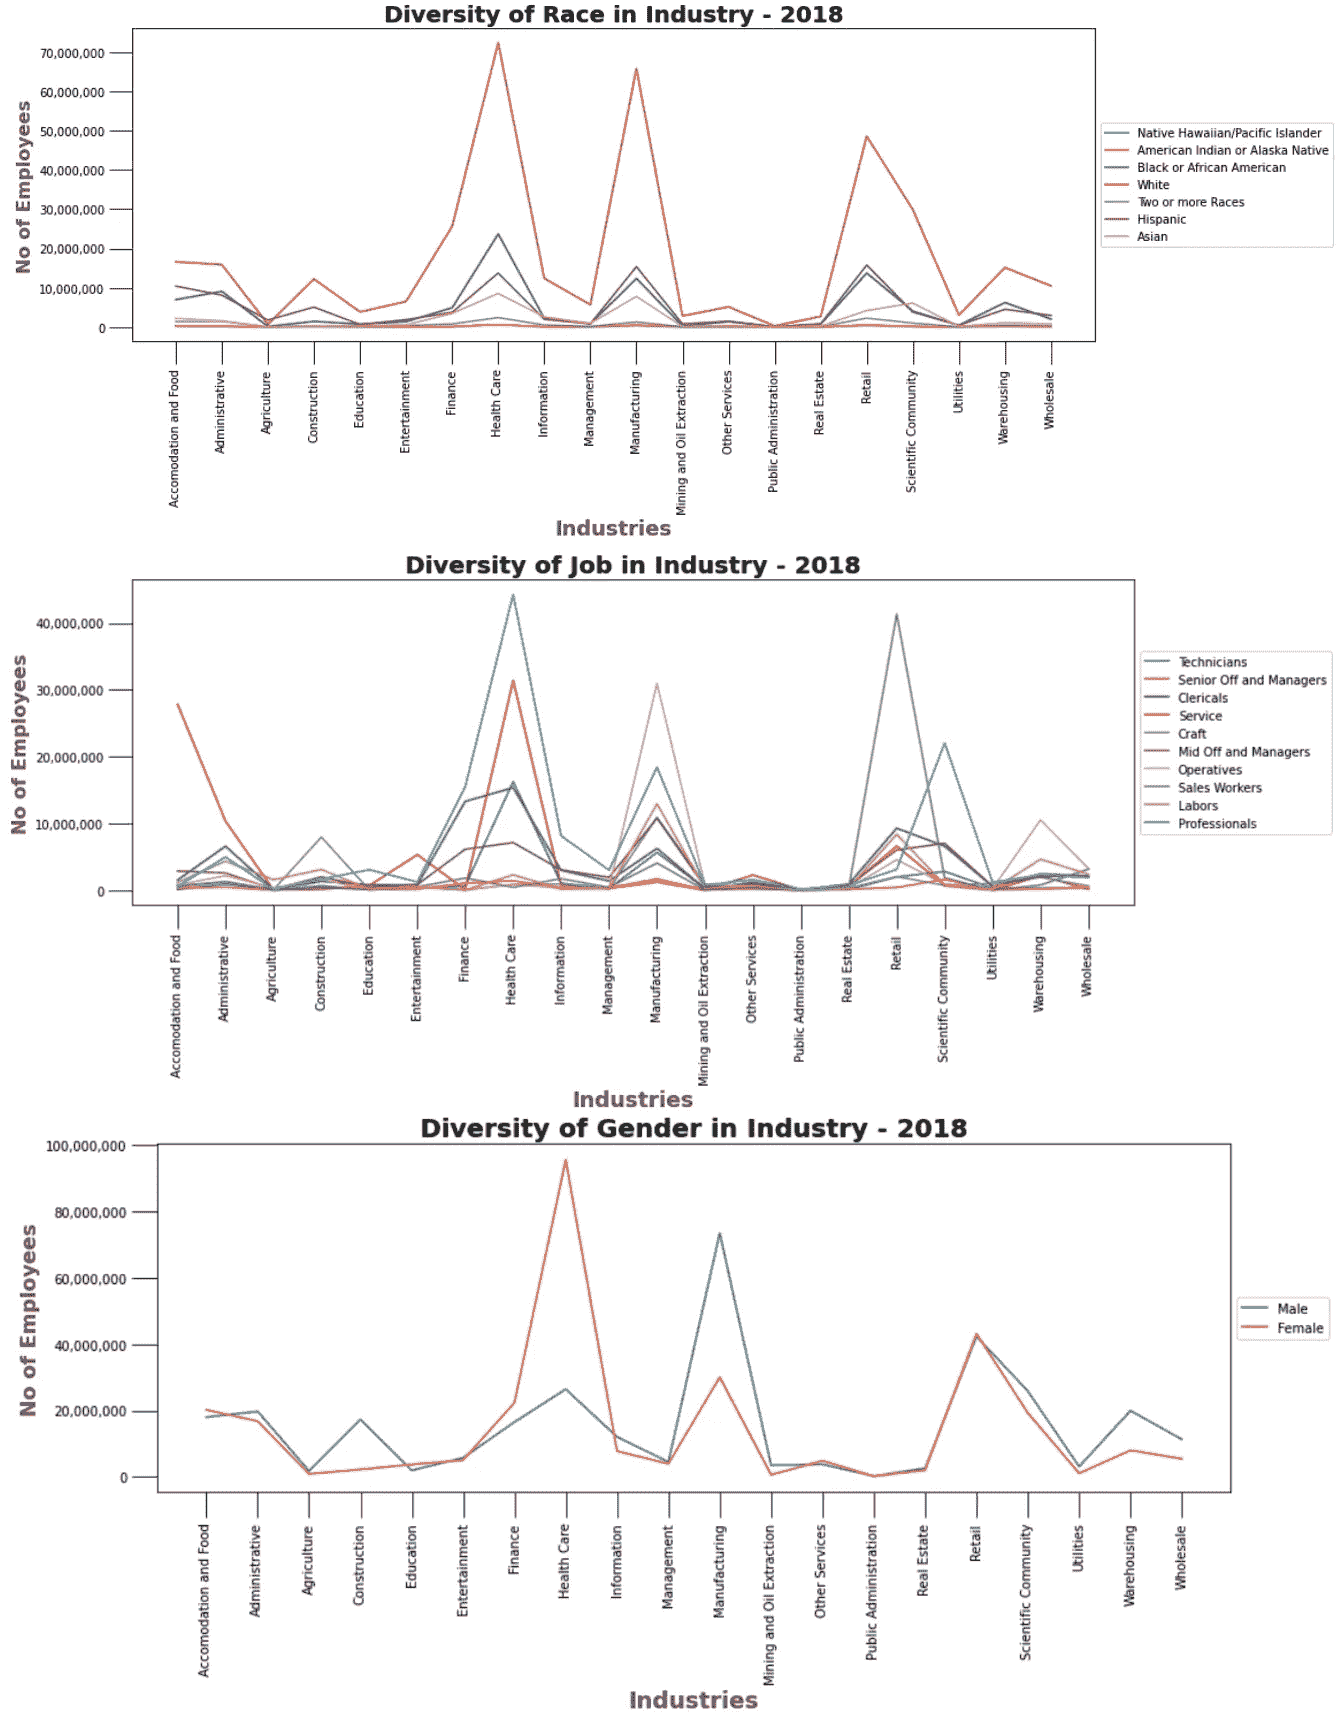 Diversity of Race in Industry - 2018
No of Employees
70,000,000
60,000,000
50,000,000
40,000,000
30,000,000
20,000,000
10,000,000
0
Native Hawaiian/Pacific Islander
American Indian or Alaska Native
Black or African American
White
Two or more Races
Hispanic
Asian
Accomodation and Food
Administrative
Agriculture
Construction
Education
Entertainment
Finance
Health Care
Information
Management
Manufacturing
Mining and Oil Extraction
Other Services
Public Administration
Real Estate
Retail
Scientific Community
Utilities
Warehousing
Wholesale
Industries
Diversity of Job in Industry - 2018
No of Employees
40,000,000
30,000,000
20,000,000
10,000,000
0
Technicians
Senior Off and Managers
Clericals
Service
Craft
Mid Off and Managers
Operatives
Sales Workers
Labors
Professionals
Accomodation and Food
Administrative
Agriculture
Construction
Education
Entertainment
Finance
Health Care
Information
Management
Manufacturing
Mining and Oil Extraction
Other Services
Public Administration
Real Estate
Retail
Scientific Community
Utilities
Warehousing
Wholesale
Industries
Diversity of Gender in Industry - 2018
No of Employees
100,000,000
80,000,000
60,000,000
40,000,000
20,000,000
0
Male
Female
Accomodation and Food
Administrative
Agriculture
Construction
Education
Entertainment
Finance
Health Care
Information
Management
Manufacturing
Mining and Oil Extraction
Other Services
Public Administration
Real Estate
Retail
Scientific Community
Utilities
Warehousing
Wholesale
Industries